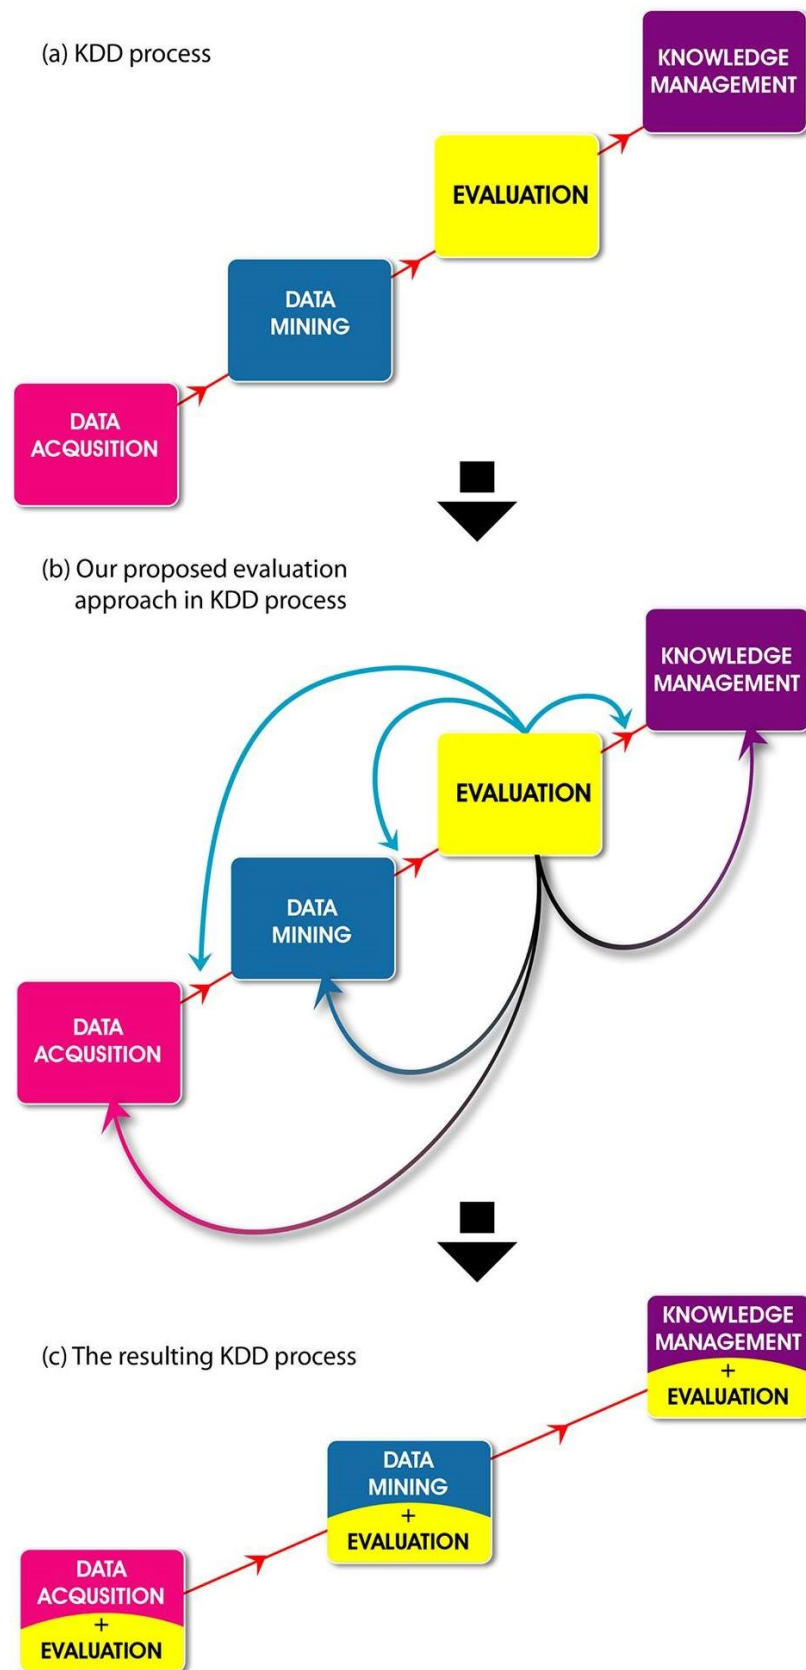 (a) KDD process
KNOWLEDGE
MANAGEMENT
EVALUATION
DATA
MINING
DATA
ACQUSITION
(b) Our proposed evaluation
approach in KDD process
KNOWLEDGE
MANAGEMENT
EVALUATION
DATA
MINING
DATA
ACQUSITION
(c) The resulting KDD process
KNOWLEDGE
MANAGEMENT
+
EVALUATION
DATA
MINING
+
EVALUATION
DATA
ACQUSITION
+
EVALUATION